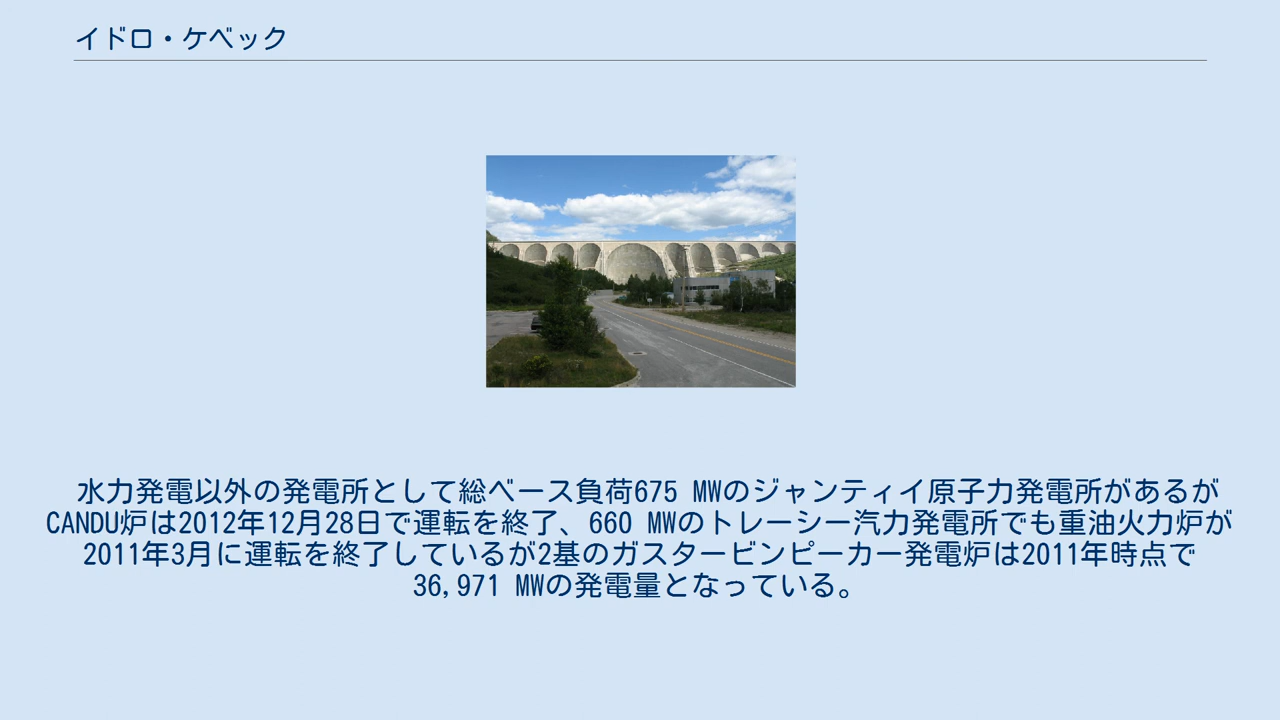 イドロ・ケベック
水力発電以外の発電所として総ベース負荷675 MWのジャンティイ原子力発電所があるが
CANDU炉は2012年12月28日で運転を終了、660 MWのトレーシー汽力発電所でも重油火力炉が
2011年3月に運転を終了しているが2基のガスタービンピーカー発電炉は2011年時点で
36,971 MWの発電量となっている。